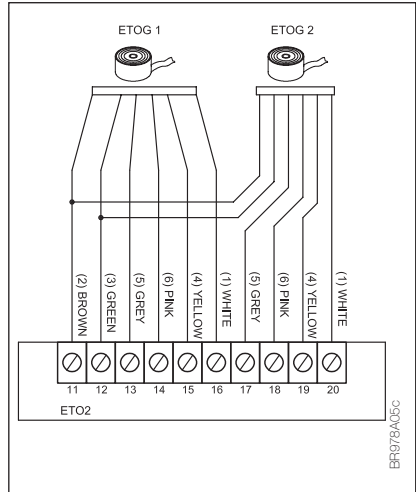 ETOG 1
ETOG 2
(2) BROWN
(3) GREEN
(5) GREY
(6) PINK
(4) YELLOW
(1) WHITE
(5) GREY
(6) PINK
(4) YELLOW
(1) WHITE
11 12 13 14 15 16 17 18 19 20
ETO2
BR978A05c